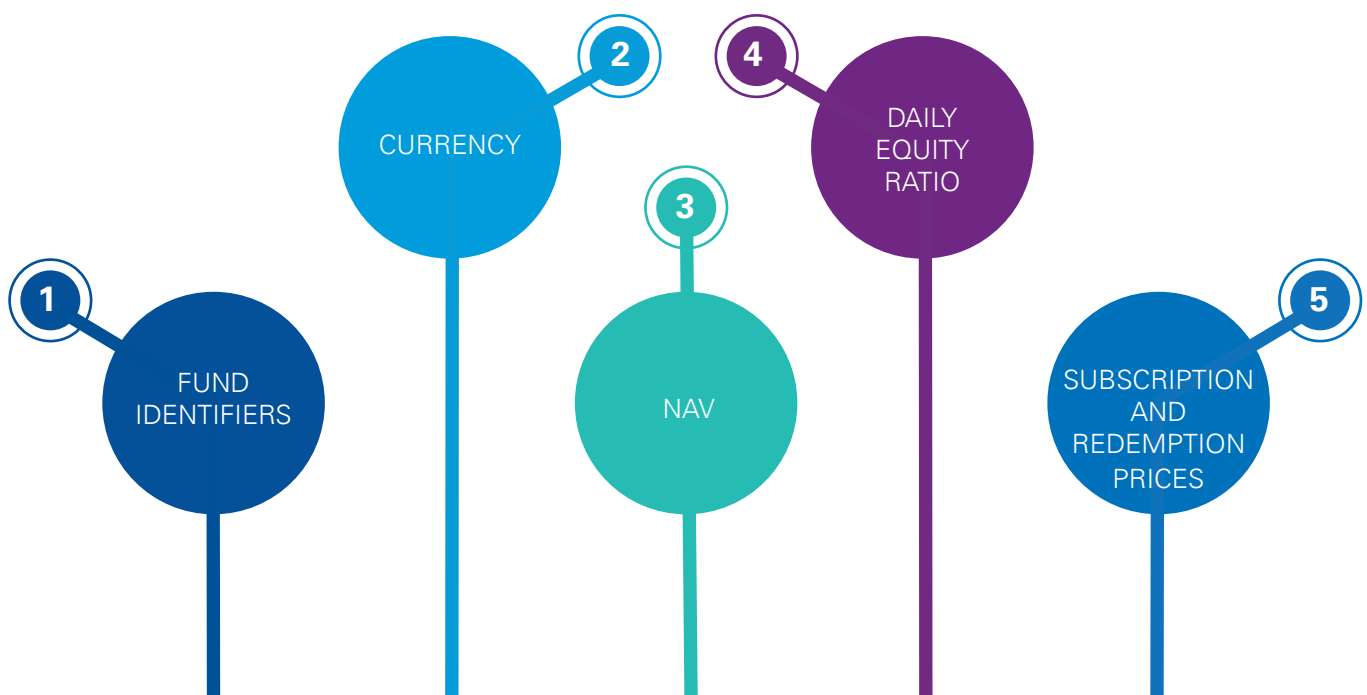 1
FUND
IDENTIFIERS
2
CURRENCY
3
NAV
4
DAILY
EQUITY
RATIO
5
SUBSCRIPTION
AND
REDEMPTION
PRICES